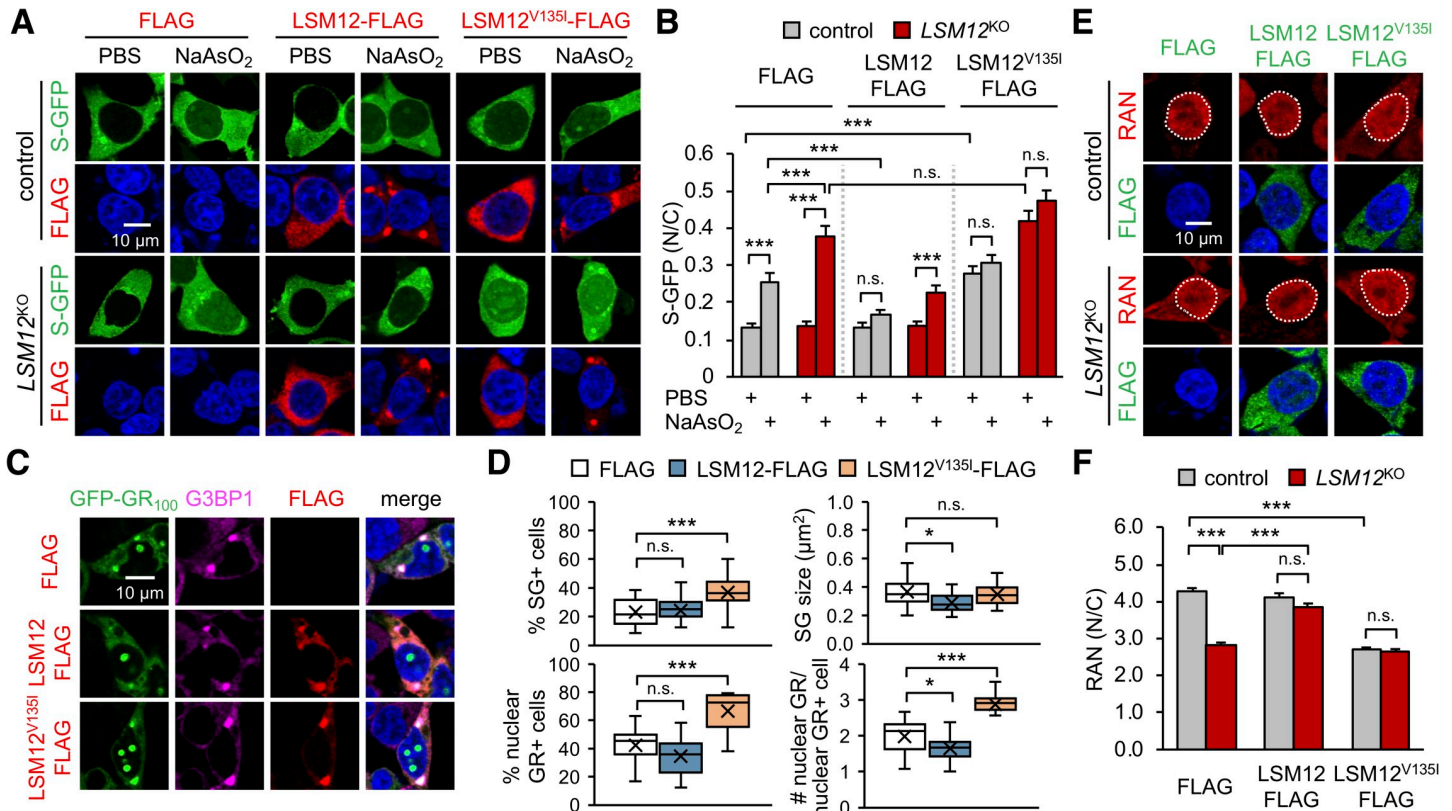 A
FLAG LSM12-FLAG LSM12V135I-FLAG
PBS NaAsO2 PBS NaAsO2 PBS NaAsO2
control
S-GFP
FLAG
10 µm
LSM12KO
S-GFP
FLAG
B
control LSM12KO
FLAG LSM12 FLAG LSM12V135I FLAG
***
***
*** n.s.
*** n.s.
*** n.s. *** n.s.
S-GFP (N/C)
0.6
0.5
0.4
0.3
0.2
0.1
0
PBS + + + + + +
NaAsO2 + + + + + +
C
GFP-GR100 G3BP1 FLAG merge
FLAG
10 µm
LSM12 FLAG
LSM12V135I FLAG
D
FLAG LSM12-FLAG LSM12V135I-FLAG
% SG+ cells
100
80
60
40
20
0
***
n.s.
SG size (µm2)
1.0
0.8
0.6
0.4
0.2
0.0
n.s.
*
% nuclear GR+ cells
100
80
60
40
20
0
***
n.s.
# nuclear GR/ nuclear GR+ cell
4
3
2
1
0
***
*
E
FLAG LSM12 FLAG LSM12V135I FLAG
control
RAN
FLAG
10 µm
LSM12KO
RAN
FLAG
F
control LSM12KO
***
*** ***
n.s. n.s.
RAN (N/C)
6.0
4.0
2.0
0.0
FLAG LSM12 FLAG LSM12V135I FLAG